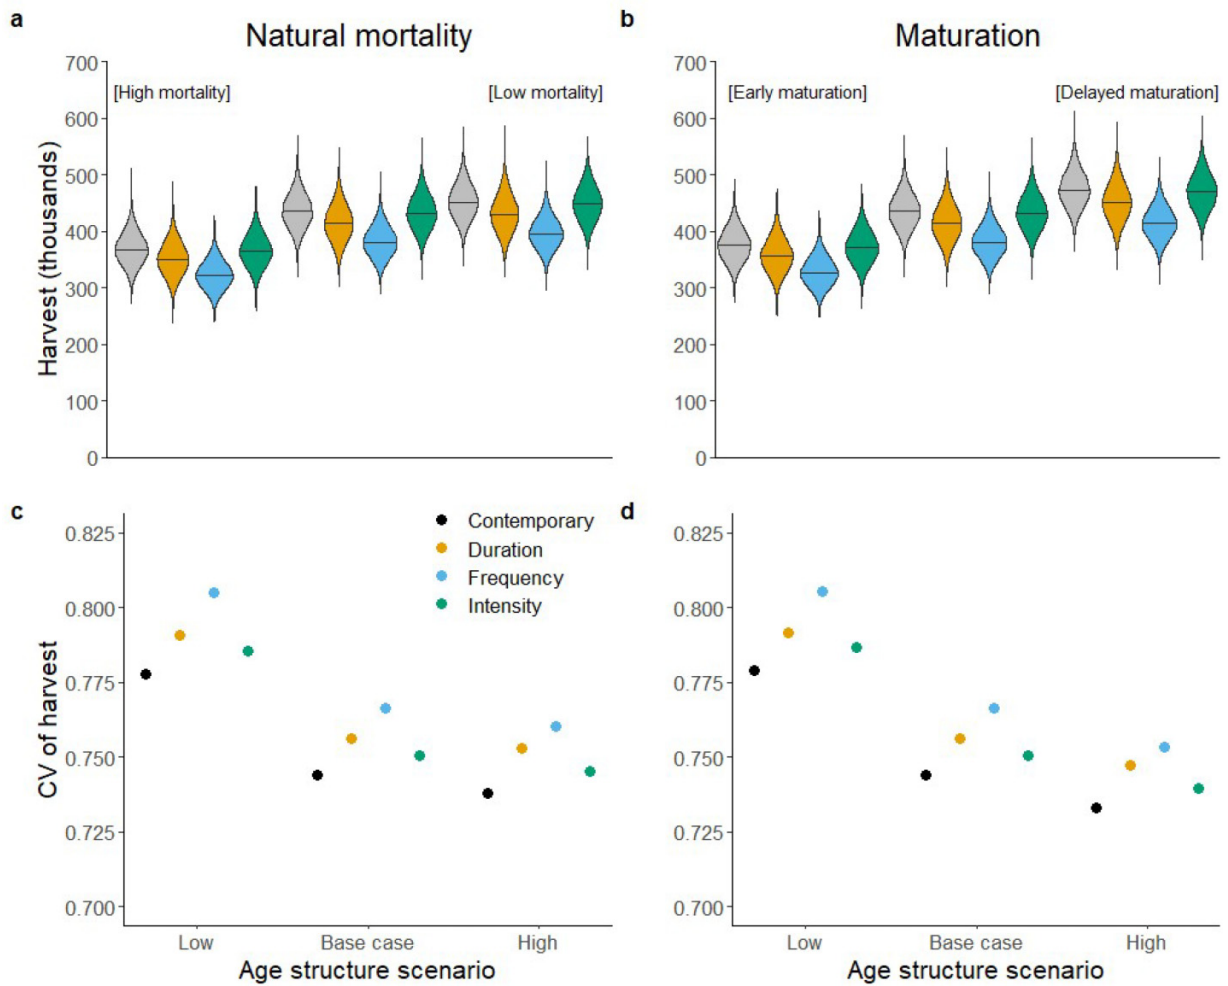 a
Natural mortality
700
600
500
400
300
200
100
0
Harvest (thousands)
[High mortality]
[Low mortality]
b
Maturation
700
600
500
400
300
200
100
0
[Early maturation]
[Delayed maturation]
c
0.825
0.800
0.775
0.750
0.725
0.700
CV of harvest
Contemporary
Duration
Frequency
Intensity
Low
Base case
High
Age structure scenario
d
0.825
0.800
0.775
0.750
0.725
0.700
Low
Base case
High
Age structure scenario